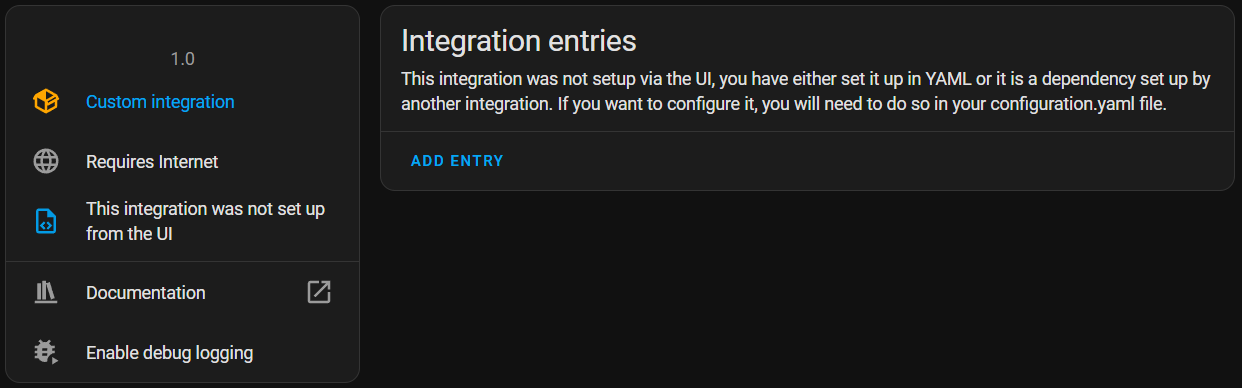 1.0
Custom integration
Requires Internet
This integration was not set up
from the UI
Documentation
Enable debug logging
Integration entries
This integration was not setup via the UI, you have either set it up in YAML or it is a dependency set up by
another integration. If you want to configure it, you will need to do so in your configuration.yaml file.
ADD ENTRY